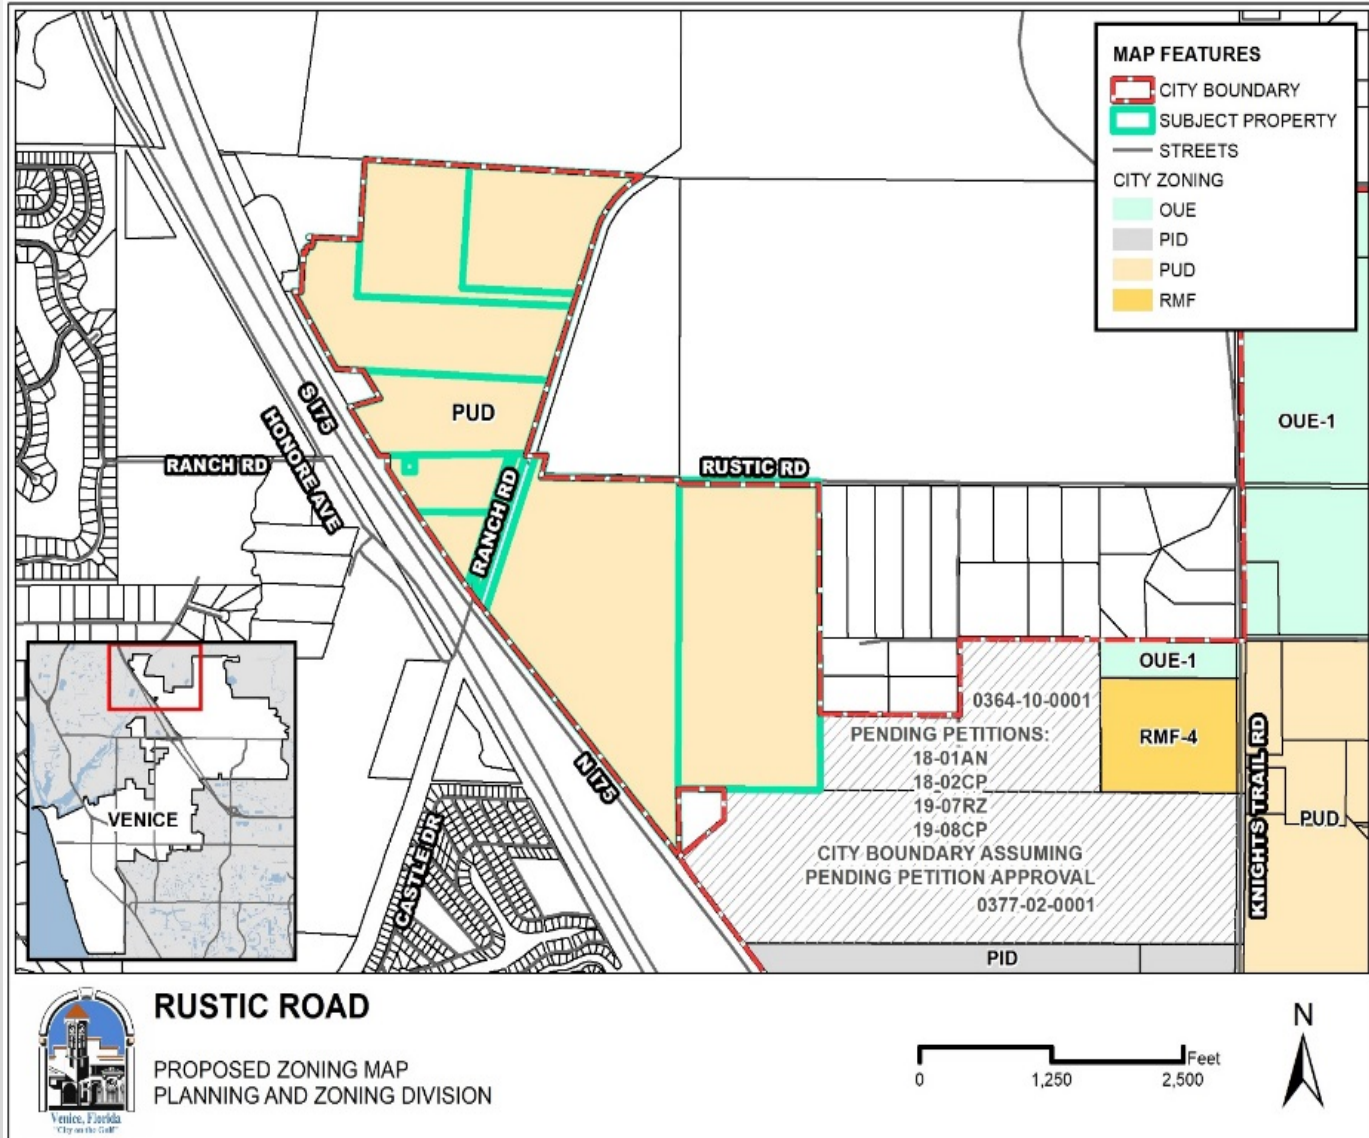 MAP FEATURES
CITY BOUNDARY
SUBJECT PROPERTY
STREETS
CITY ZONING
OUE
PID
PUD
RMF
S I75
HONORE AVE
RANCH RD
PUD
RANCH RD
RUSTIC RD
OUE-1
OUE-1
0364-10-0001
RMF-4
PENDING PETITIONS:
18-01AN
18-02CP
19-07RZ
19-08CP
CITY BOUNDARY ASSUMING
PENDING PETITION APPROVAL
0377-02-0001
N I75
KNIGHTS TRAIL RD
PUD
CASTLE DR
PID
VENICE
RUSTIC ROAD
PROPOSED ZONING MAP
PLANNING AND ZONING DIVISION
Venice, Florida
"City on the Gulf"
Feet
0 1,250 2,500
N